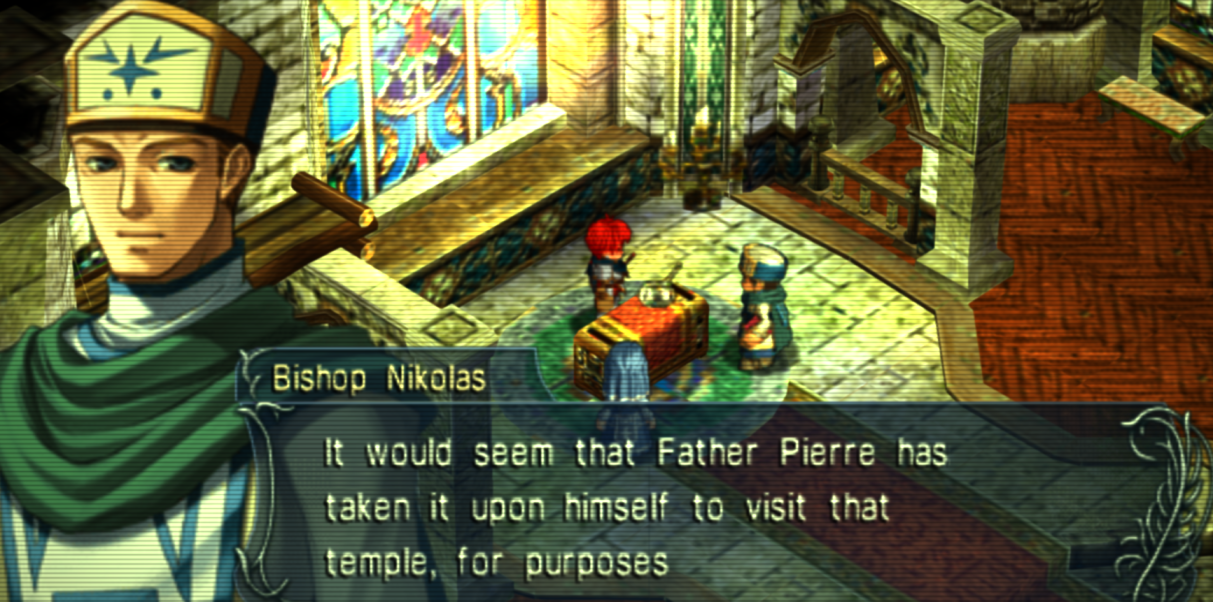 Bishop Nikolas
It would seem that Father Pierre has
taken it upon himself to visit that
temple, for purposes